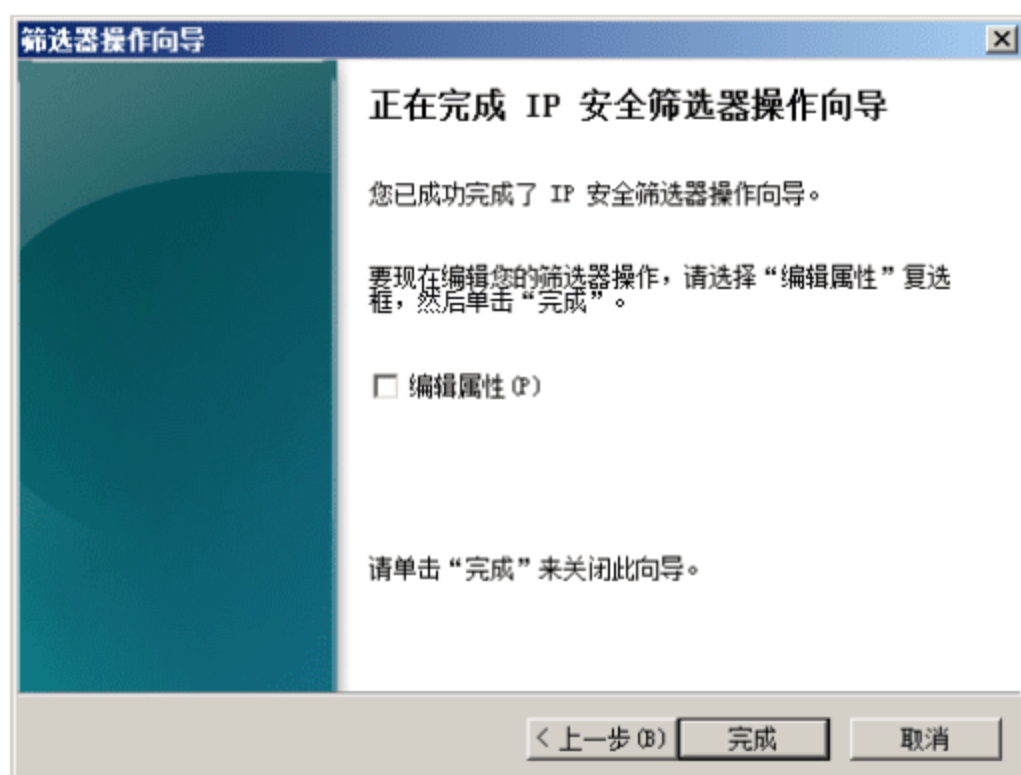 筛选器操作向导
正在完成 IP 安全筛选器操作向导
您已成功完成了 IP 安全筛选器操作向导。
要现在编辑您的筛选器操作，请选择“编辑属性”复选
框，然后单击“完成”。
编辑属性(P)
请单击“完成”来关闭此向导。
< 上一步(B) 完成 取消